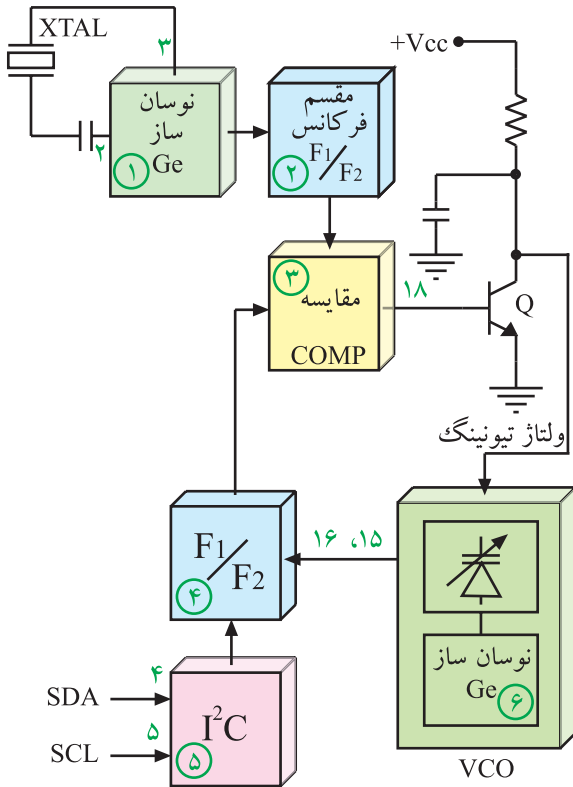 XTAL
۳
۲
نوسان
ساز
Ge
۱
مقسم
فرکانس
F1/F2
۲
+Vcc
۳
مقایسه
COMP
۱۸
Q
ولتاژ تیونینگ
F1/F2
۴
۱۵، ۱۶
نوسان ساز
Ge
۶
VCO
SDA
۴
SCL
۵
I²C
۵